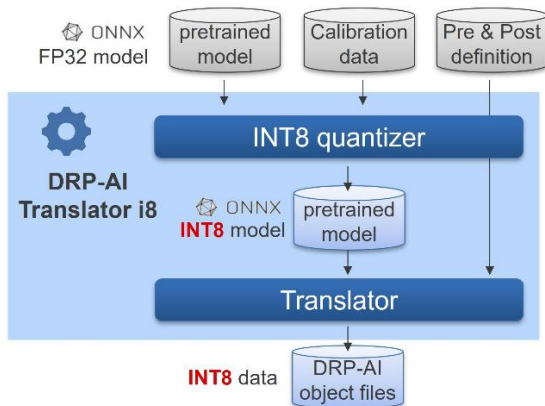 ONNX
FP32 model
pretrained
model
Calibration
data
Pre & Post
definition
INT8 quantizer
DRP-AI
Translator i8
ONNX
INT8 model
pretrained
model
Translator
INT8 data
DRP-AI
object files